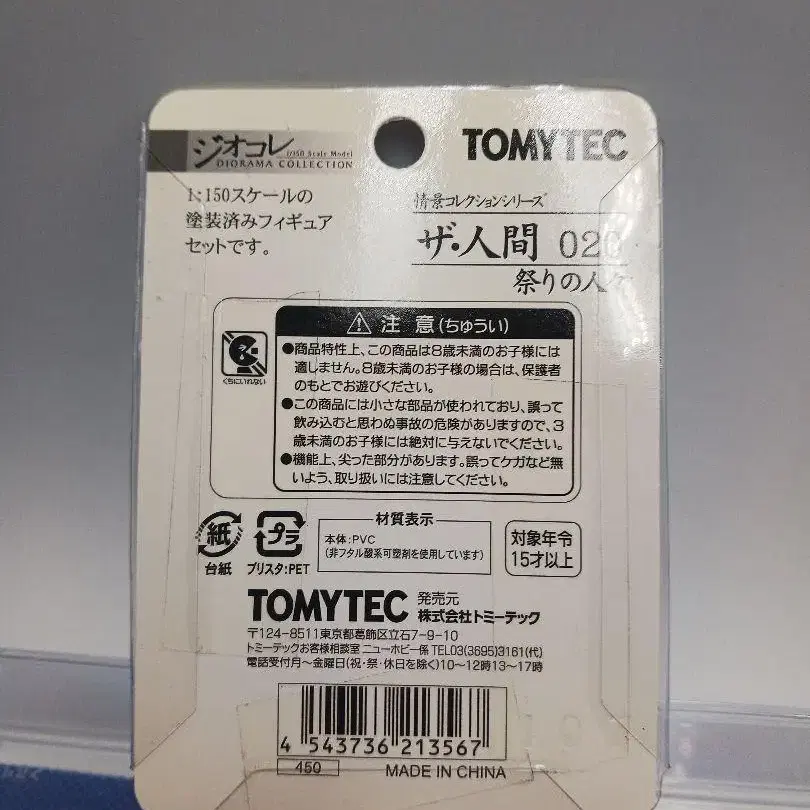 ジオコレ
1/150 Scale Model
DIORAMA COLLECTION
TOMYTEC
1:150スケールの
塗装済みフィギュア
セットです。
情景コレクションシリーズ
ザ・人間 02
祭りの人々
注意(ちゅうい)
●商品特性上、この商品は8歳未満のお子様には
適しません。8歳未満のお子様の場合は、保護者
のもとでお遊びください。
●この商品には小さな部品が使われており、誤って
飲み込むと思わぬ事故の危険がありますので、3
歳未満のお子様には絶対に与えないでください。
●機能上、尖った部分があります。誤ってケガなど無
いよう、取り扱いには注意してください。
くちにいれない
紙
台紙
プラ
ブリスタ:PET
材質表示
本体:PVC
(非フタル酸系可塑剤を使用しています)
対象年令
15才以上
TOMYTEC
発売元
株式会社トミーテック
〒124-8511東京都葛飾区立石7-9-10
トミーテックお客様相談室 ニューホビー係 TEL03(3695)3161(代)
電話受付月〜金曜日(祝・祭・休日を除く)10〜12時13〜17時
4 543736 213567
450
MADE IN CHINA